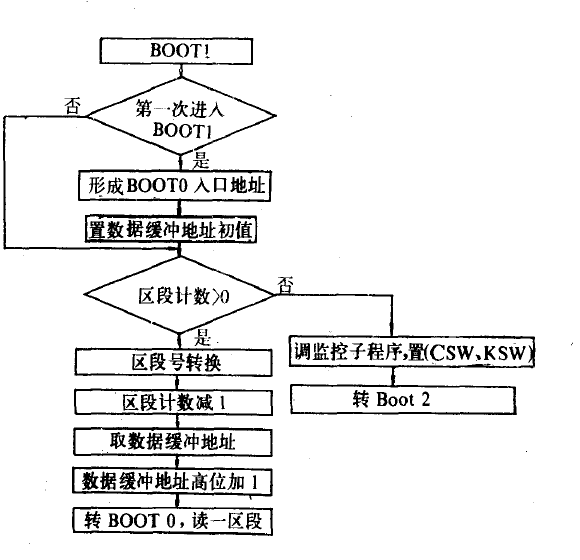 BOOT1
否
第一次进入
BOOT1
是
形成BOOT0入口地址
置数据缓冲地址初值
区段计数>0
否
是
区段号转换
调监控子程序,置(CSW、KSW)
区段计数减1
转 Boot 2
取数据缓冲地址
数据缓冲地址高位加1
转 BOOT 0,读一区段